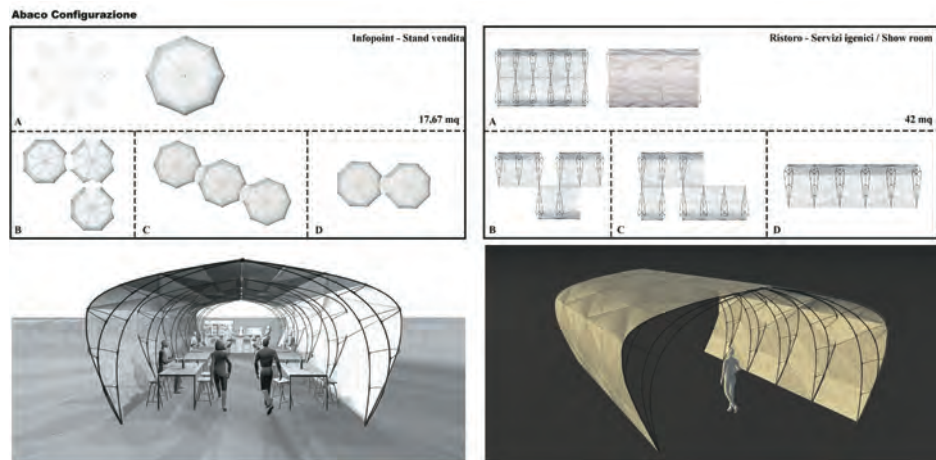 Abaco Configurazione
Infopoint - Stand vendita
A
17.67 mq
B
C
D
Ristoro - Servizi igenici / Show room
A
42 mq
B
C
D